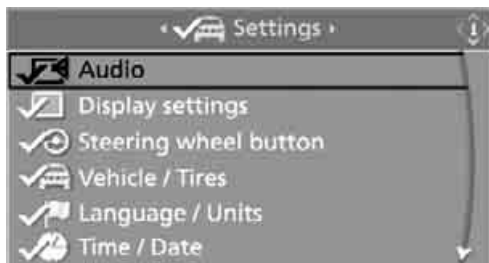 Settings
Audio
Display settings
Steering wheel button
Vehicle / Tires
Language / Units
Time / Date